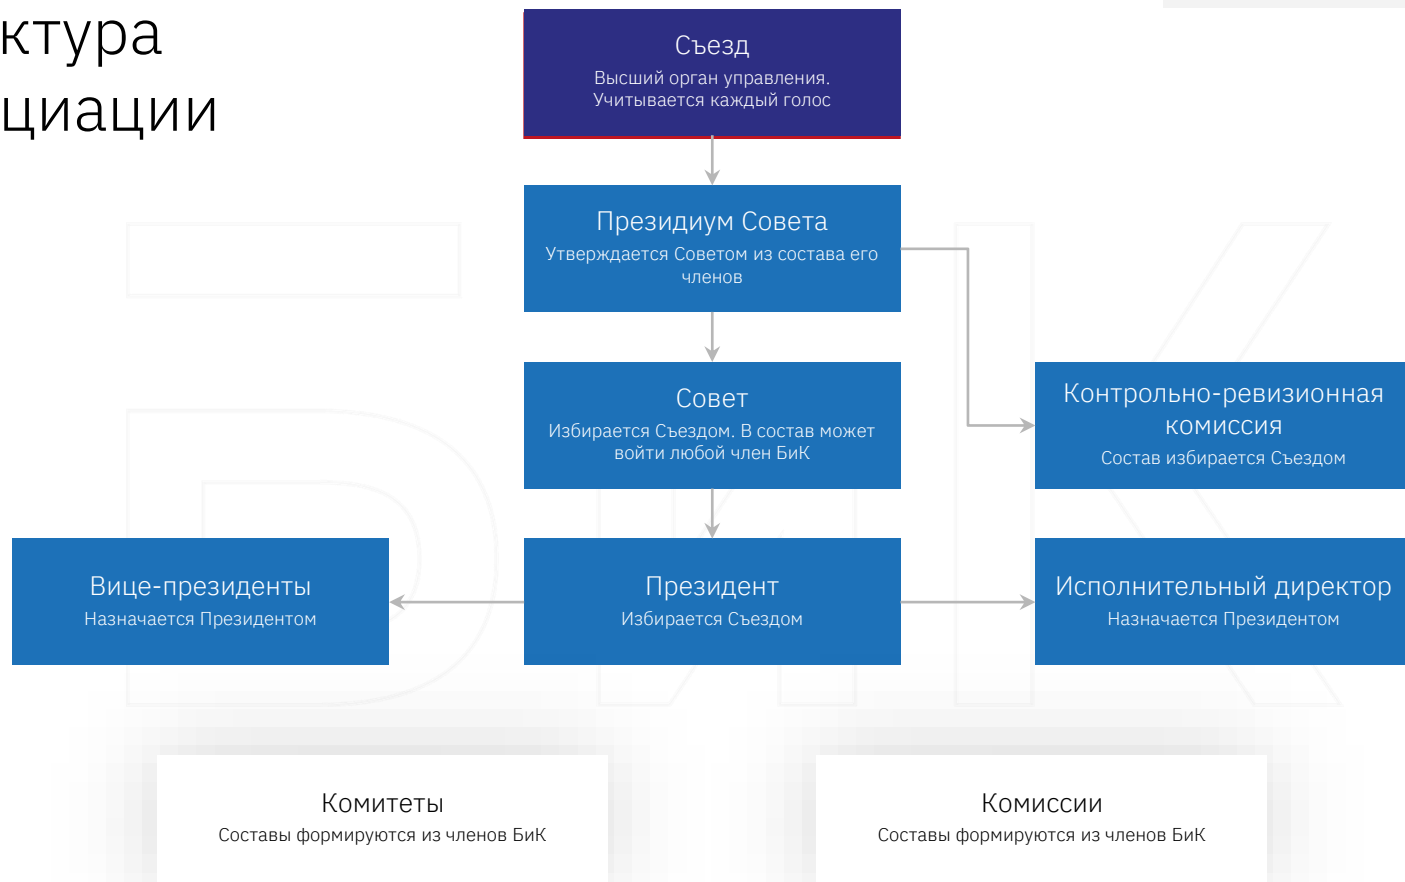 ктура
циации
Съезд
Высший орган управления.
Учитывается каждый голос
Президиум Совета
Утверждается Советом из состава его
членов
Совет
Избирается Съездом. В состав может
войти любой член БиК
Контрольно-ревизионная
комиссия
Состав избирается Съездом
Вице-президенты
Назначается Президентом
Президент
Избирается Съездом
Исполнительный директор
Назначается Президентом
Комитеты
Составы формируются из членов БиК
Комиссии
Составы формируются из членов БиК
БиК